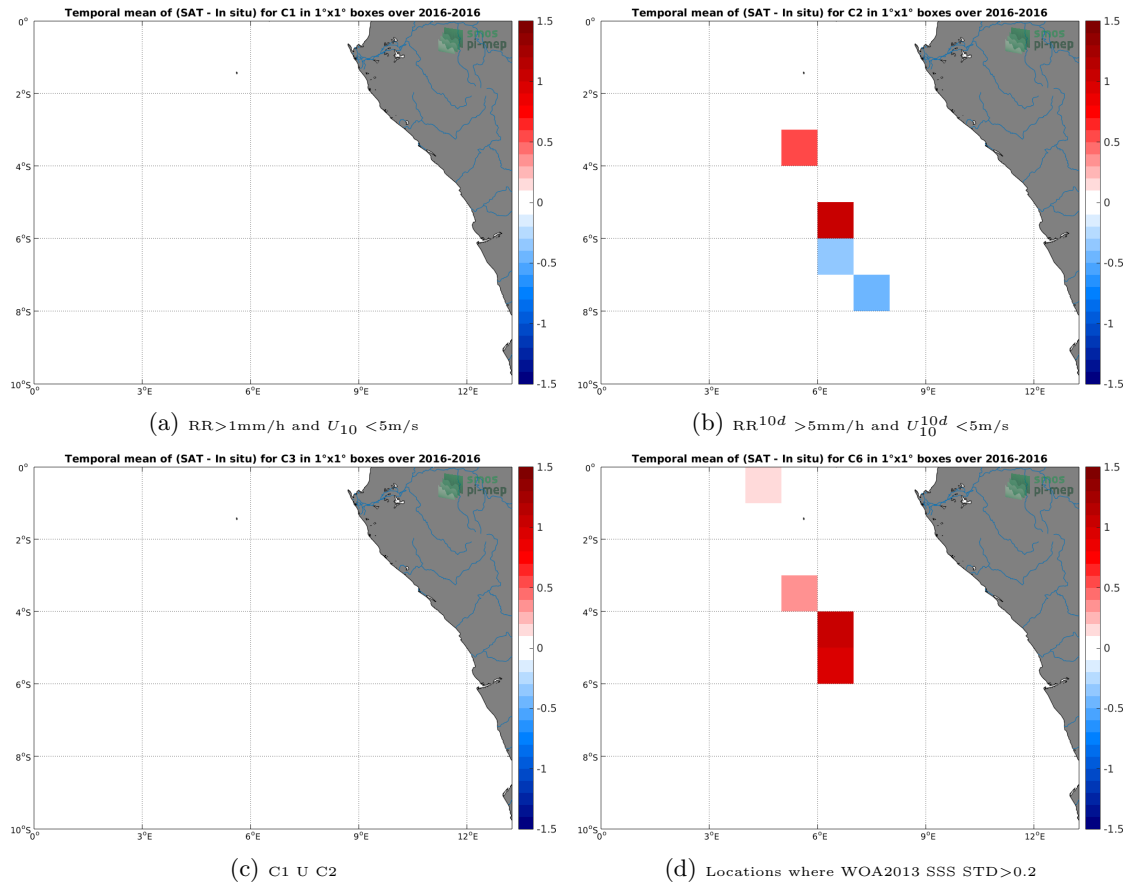 Temporal mean of (SAT - In situ) for C1 in 1°x1° boxes over 2016-2016
smos
pi-mep
0°
2°S
4°S
6°S
8°S
10°S
0°
3°E
6°E
9°E
12°E
1.5
1
0.5
0
-0.5
-1
-1.5
(a) RR>1mm/h and U10 <5m/s
Temporal mean of (SAT - In situ) for C2 in 1°x1° boxes over 2016-2016
smos
pi-mep
0°
2°S
4°S
6°S
8°S
10°S
0°
3°E
6°E
9°E
12°E
1.5
1
0.5
0
-0.5
-1
-1.5
(b) RR10d >5mm/h and U10d10 <5m/s
Temporal mean of (SAT - In situ) for C3 in 1°x1° boxes over 2016-2016
smos
pi-mep
0°
2°S
4°S
6°S
8°S
10°S
0°
3°E
6°E
9°E
12°E
1.5
1
0.5
0
-0.5
-1
-1.5
(c) C1 U C2
Temporal mean of (SAT - In situ) for C6 in 1°x1° boxes over 2016-2016
smos
pi-mep
0°
2°S
4°S
6°S
8°S
10°S
0°
3°E
6°E
9°E
12°E
1.5
1
0.5
0
-0.5
-1
-1.5
(d) Locations where WOA2013 SSS STD>0.2